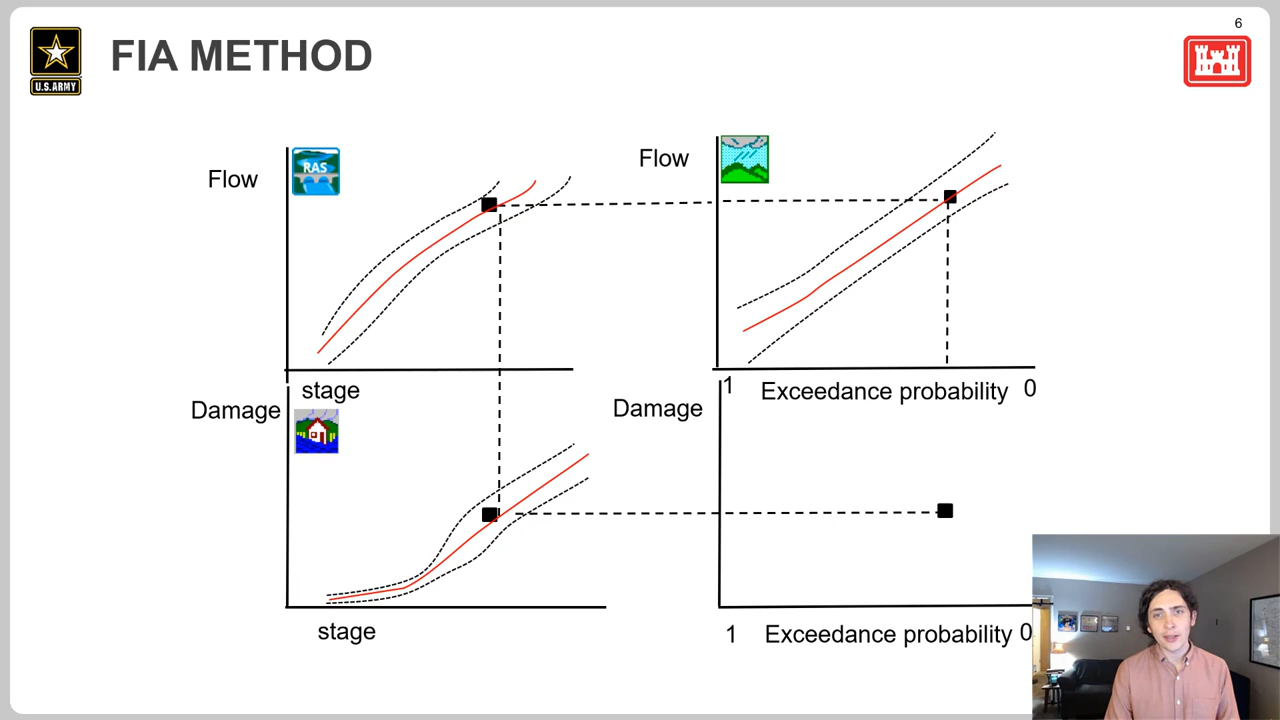 6
FIA METHOD
U.S.ARMY
Flow
RAS
Flow
stage
1
Exceedance probability
0
Damage
Damage
stage
1
Exceedance probability
0